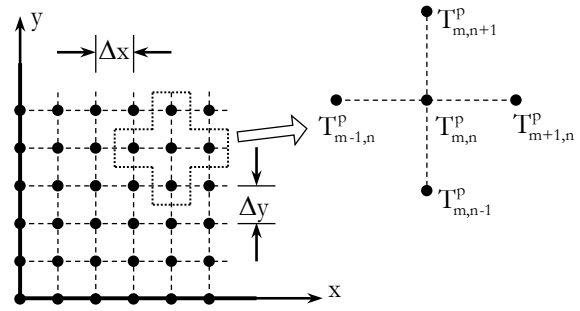 y
Δx
Δy
x
T^p_{m,n+1}
T^p_{m-1,n}
T^p_{m,n}
T^p_{m+1,n}
T^p_{m,n-1}